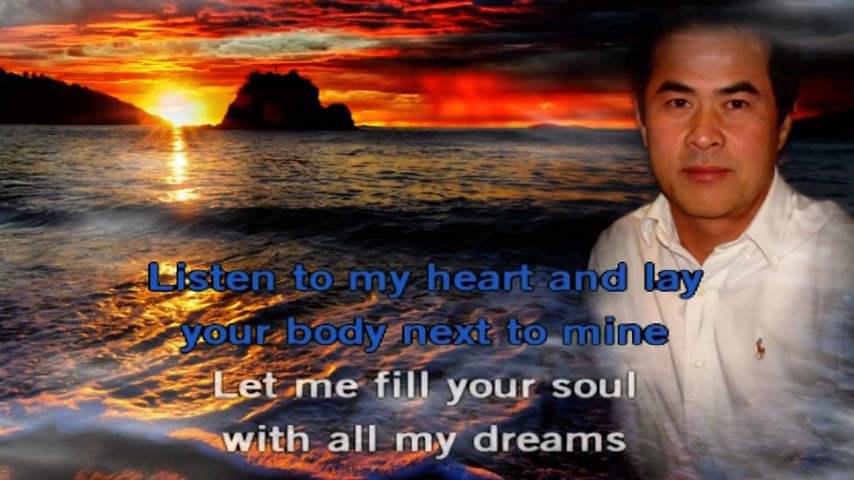 Listen to my heart and lay
your body next to mine
Let me fill your soul
with all my dreams